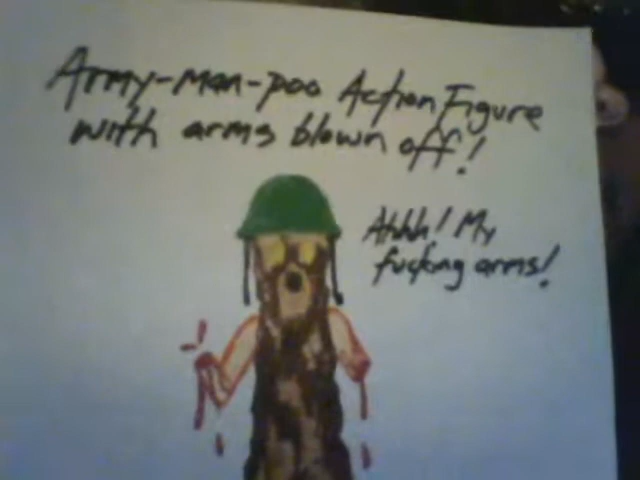 Army-man-poo Action Figure
with arms blown off!
Ahhh! My
fucking arms!